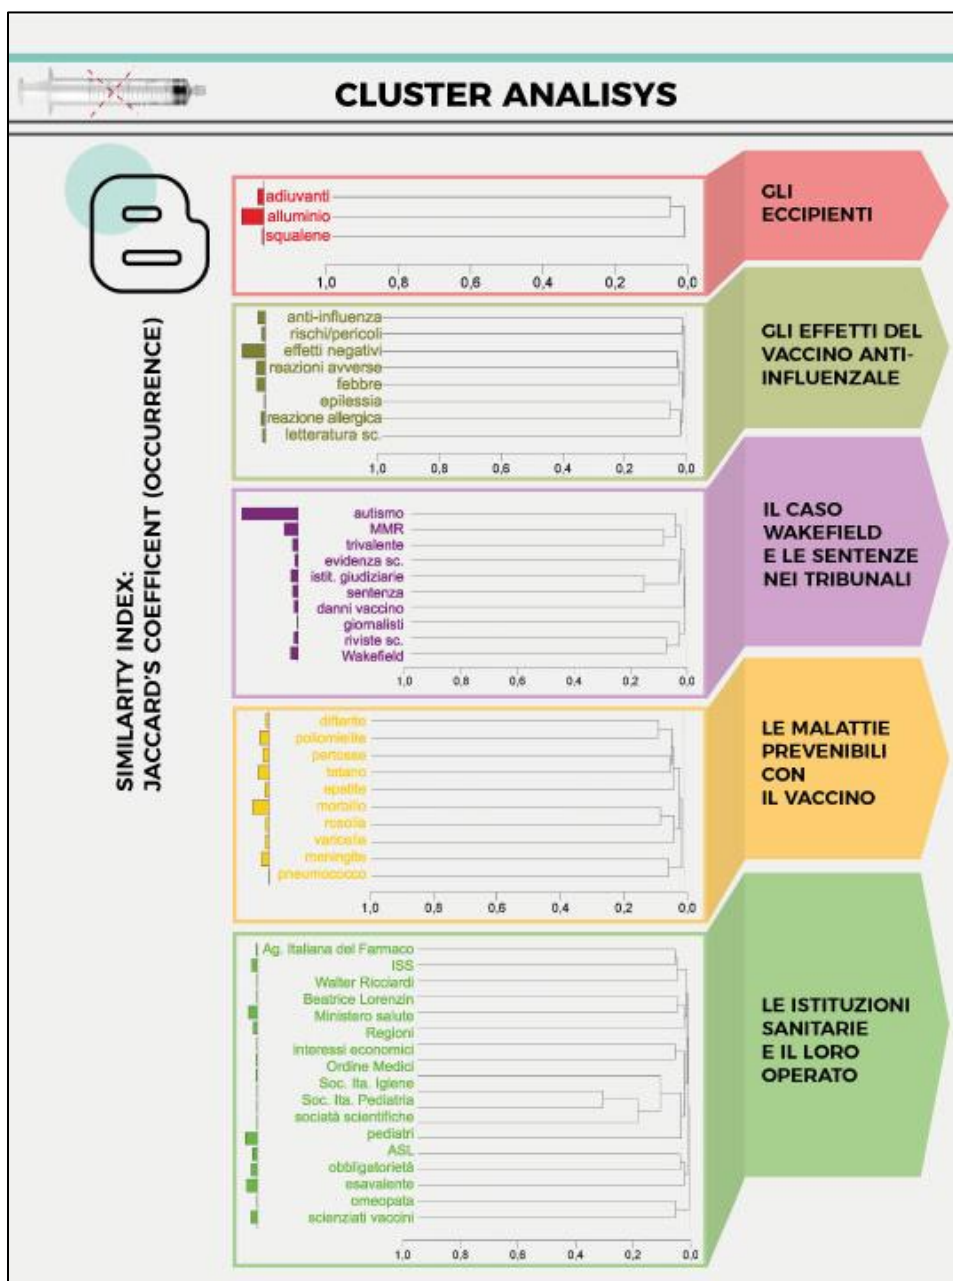 CLUSTER ANALISYS
SIMILARITY INDEX:
JACCARD'S COEFFICENT (OCCURRENCE)
adiuvanti
alluminio
squalene
1,0 0,8 0,6 0,4 0,2 0,0
GLI
ECCIPIENTI
anti-influenza
rischi/pericoli
effetti negativi
reazioni avverse
febbre
epilessia
reazione allergica
letteratura sc.
1,0 0,8 0,6 0,4 0,2 0,0
GLI EFFETTI DEL
VACCINO ANTI-
INFLUENZALE
autismo
MMR
trivalente
evidenza sc.
istit. giudiziarie
sentenza
danni vaccino
giornalisti
riviste sc.
Wakefield
1,0 0,8 0,6 0,4 0,2 0,0
IL CASO
WAKEFIELD
E LE SENTENZE
NEI TRIBUNALI
difterite
poliomielite
pertosse
tetano
epatite
morbillo
rosolia
varicella
meningite
pneumococco
1,0 0,8 0,6 0,4 0,2 0,0
LE MALATTIE
PREVENIBILI
CON
IL VACCINO
Ag. Italiana del Farmaco
ISS
Walter Ricciardi
Beatrice Lorenzin
Ministero salute
Regioni
interessi economici
Ordine Medici
Soc. Ita. Igiene
Soc. Ita. Pediatria
società scientifiche
pediatri
ASL
obbligatorietà
esavalente
omeopata
scienziati vaccini
1,0 0,8 0,6 0,4 0,2 0,0
LE ISTITUZIONI
SANITARIE
E IL LORO
OPERATO